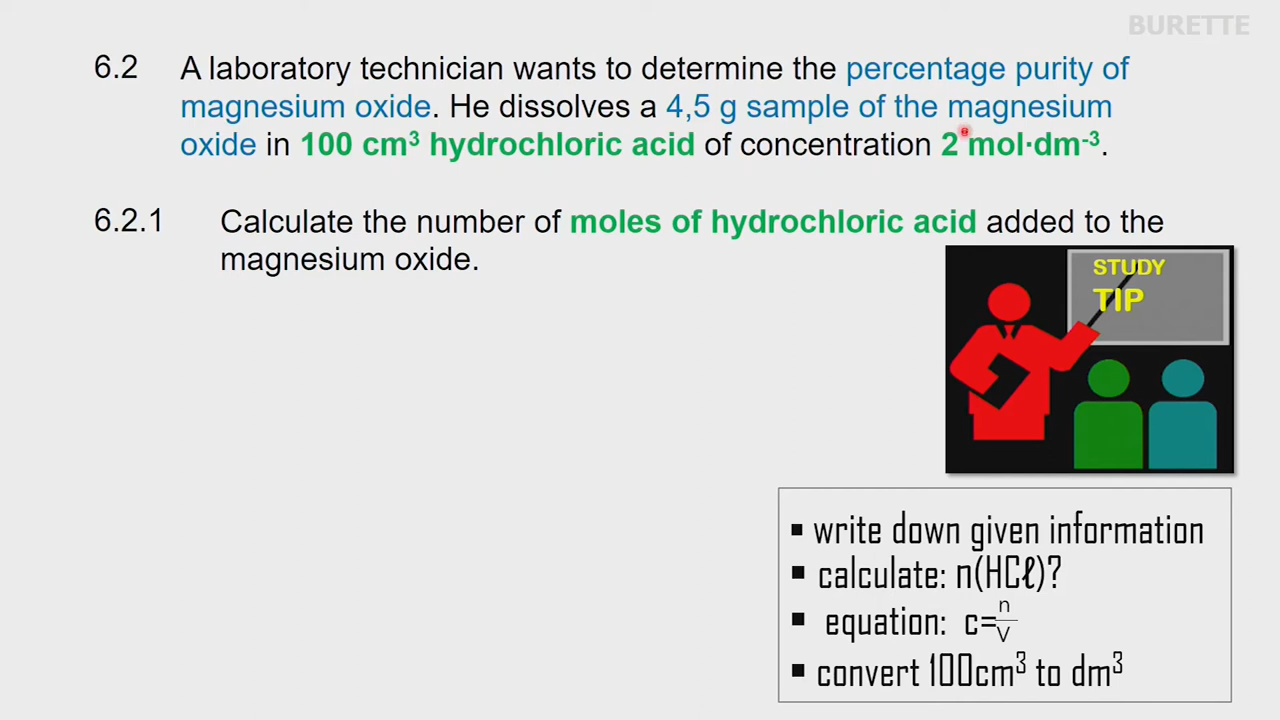 BURETTE
6.2 A laboratory technician wants to determine the percentage purity of
magnesium oxide. He dissolves a 4,5 g sample of the magnesium
oxide in 100 cm³ hydrochloric acid of concentration 2 mol·dm⁻³.
6.2.1 Calculate the number of moles of hydrochloric acid added to the
magnesium oxide.
STUDY
TIP
▪ write down given information
▪ calculate: n(HCℓ)?
▪ equation: c=n/V
▪ convert 100cm³ to dm³